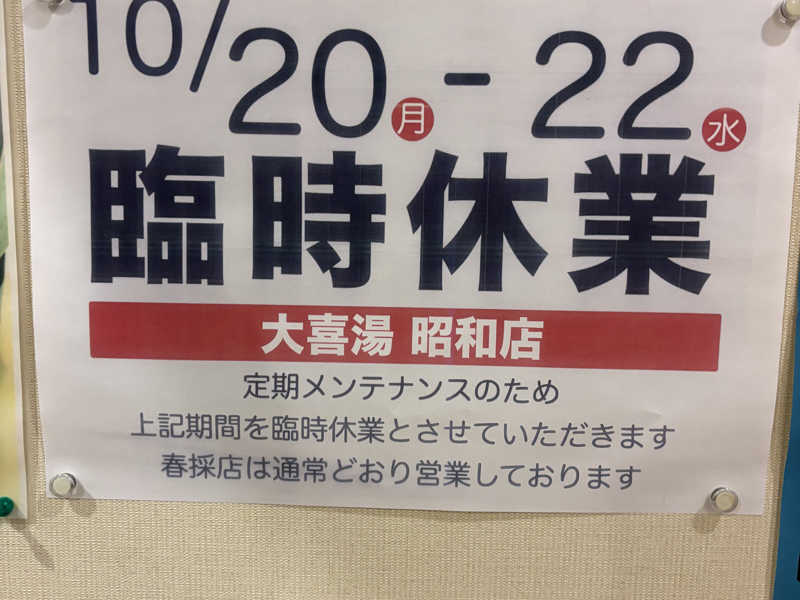 10/20月-22水
臨時休業
大喜湯 昭和店
定期メンテナンスのため
上記期間を臨時休業とさせていただきます
春採店は通常どおり営業しております